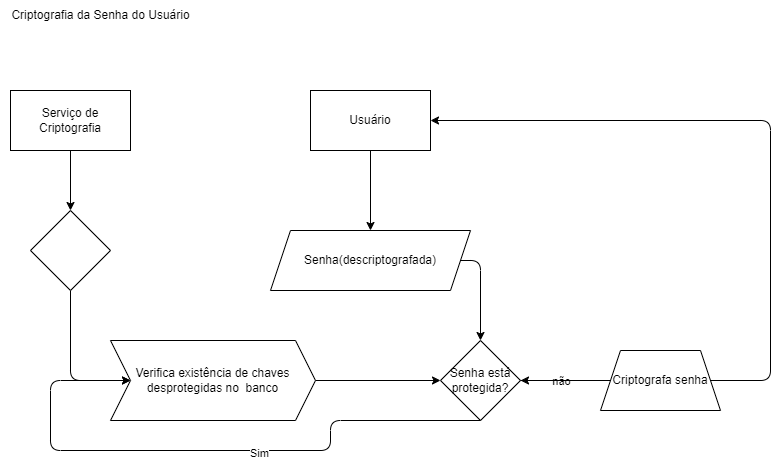 Criptografia da Senha do Usuário
Serviço de
Criptografia
Usuário
Senha(descriptografada)
Verifica existência de chaves
desprotegidas no banco
Senha está
protegida?
não
Criptografa senha
Sim